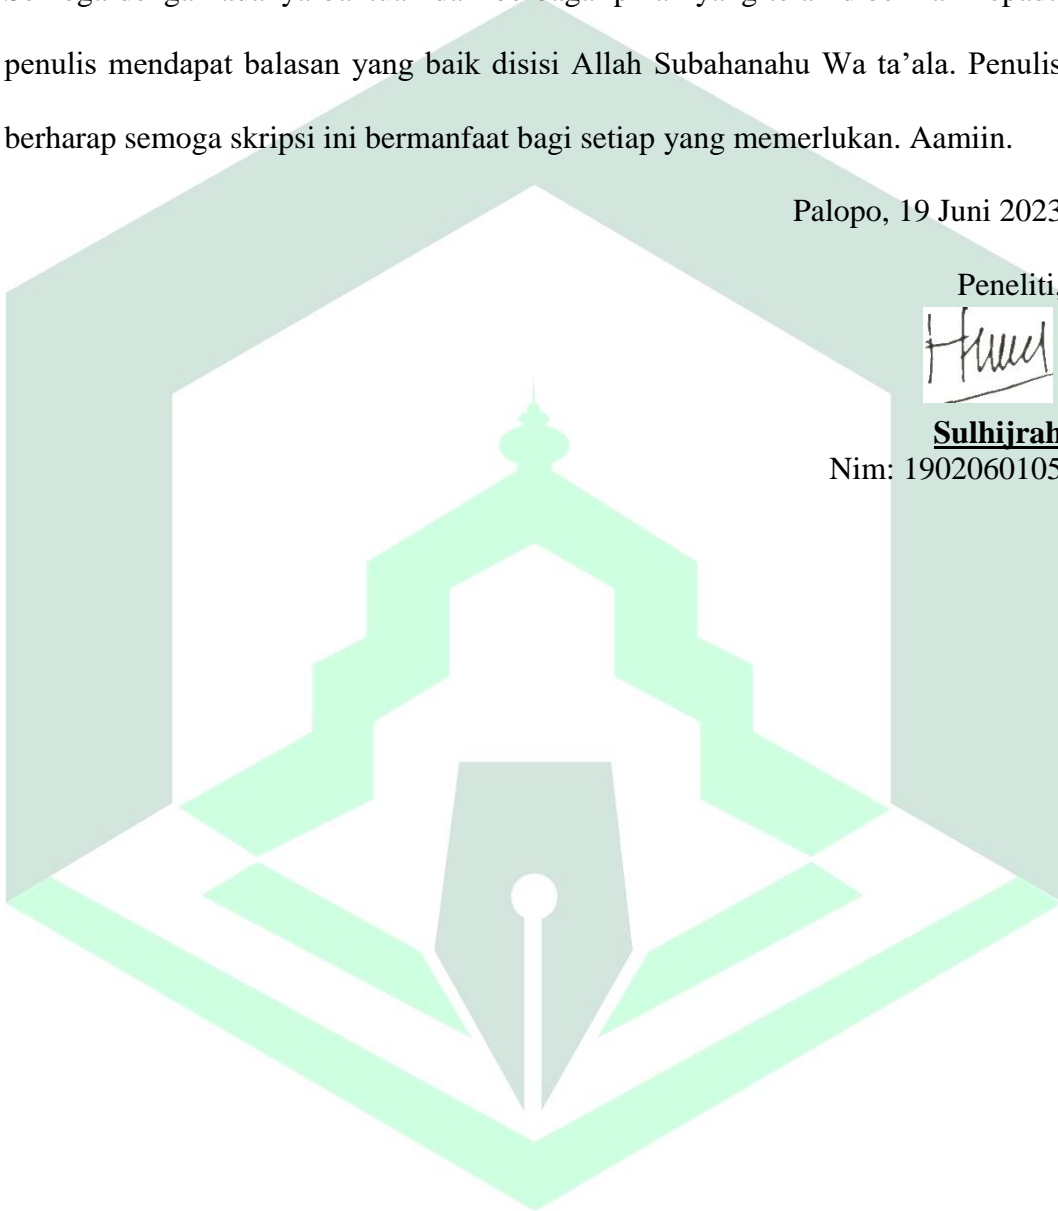 penulis mendapat balasan yang baik disisi Allah Subahanahu Wa ta’ala. Penulis
berharap semoga skripsi ini bermanfaat bagi setiap yang memerlukan. Aamiin.
Palopo, 19 Juni 2023
Peneliti,
Sulhijrah
Nim: 1902060105